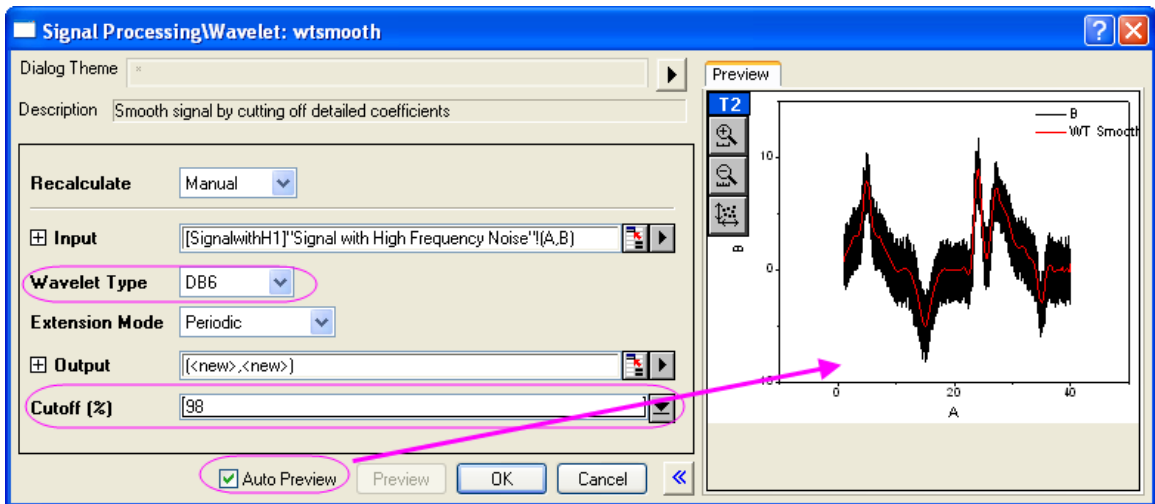 Signal Processing\Wavelet: wtsmooth
Dialog Theme *
Description Smooth signal by cutting off detailed coefficients
Recalculate Manual
Input [SignalwithH1]"Signal with High Frequency Noise"!(A,B)
Wavelet Type DB6
Extension Mode Periodic
Output (<new>,<new>)
Cutoff (%) 98
Auto Preview Preview OK Cancel
Preview
T2
B
WT Smooth
10
0
B
0 20 40
A